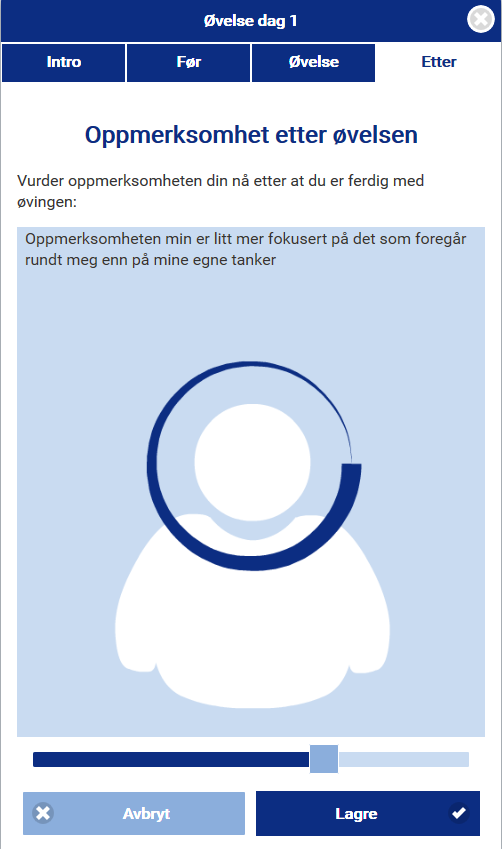 Øvelse dag 1
Intro
Før
Øvelse
Etter
Oppmerksomhet etter øvelsen
Vurder oppmerksomheten din nå etter at du er ferdig med
øvingen:
Oppmerksomheten min er litt mer fokusert på det som foregår
rundt meg enn på mine egne tanker
Avbryt
Lagre